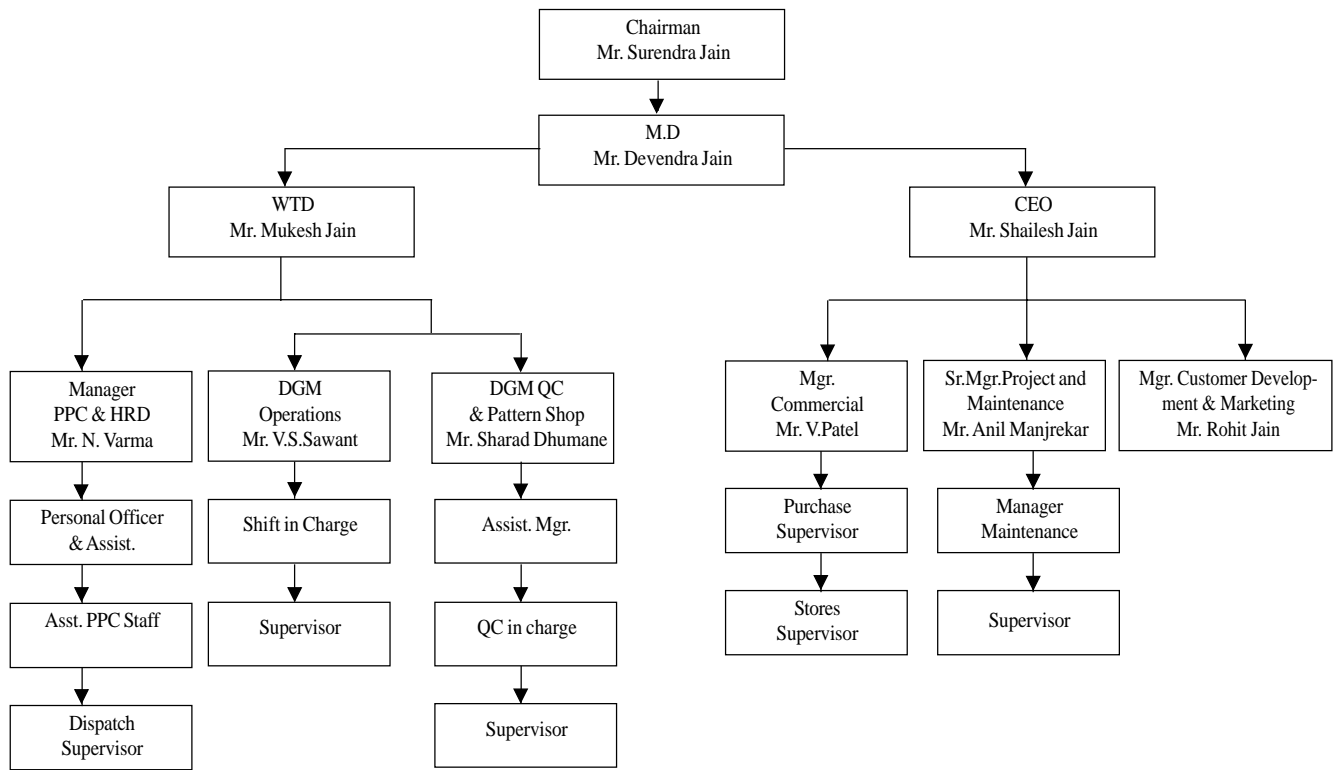 Chairman
Mr. Surendra Jain
M.D
Mr. Devendra Jain
WTD
Mr. Mukesh Jain
CEO
Mr. Shailesh Jain
Manager
PPC & HRD
Mr. N. Varma
DGM
Operations
Mr. V.S.Sawant
DGM QC
& Pattern Shop
Mr. Sharad Dhumane
Mgr.
Commercial
Mr. V.Patel
Sr.Mgr.Project and
Maintenance
Mr. Anil Manjrekar
Mgr. Customer Develop-
ment & Marketing
Mr. Rohit Jain
Personal Officer
& Assist.
Shift in Charge
Assist. Mgr.
Purchase
Supervisor
Manager
Maintenance
Asst. PPC Staff
Supervisor
QC in charge
Stores
Supervisor
Supervisor
Dispatch
Supervisor
Supervisor